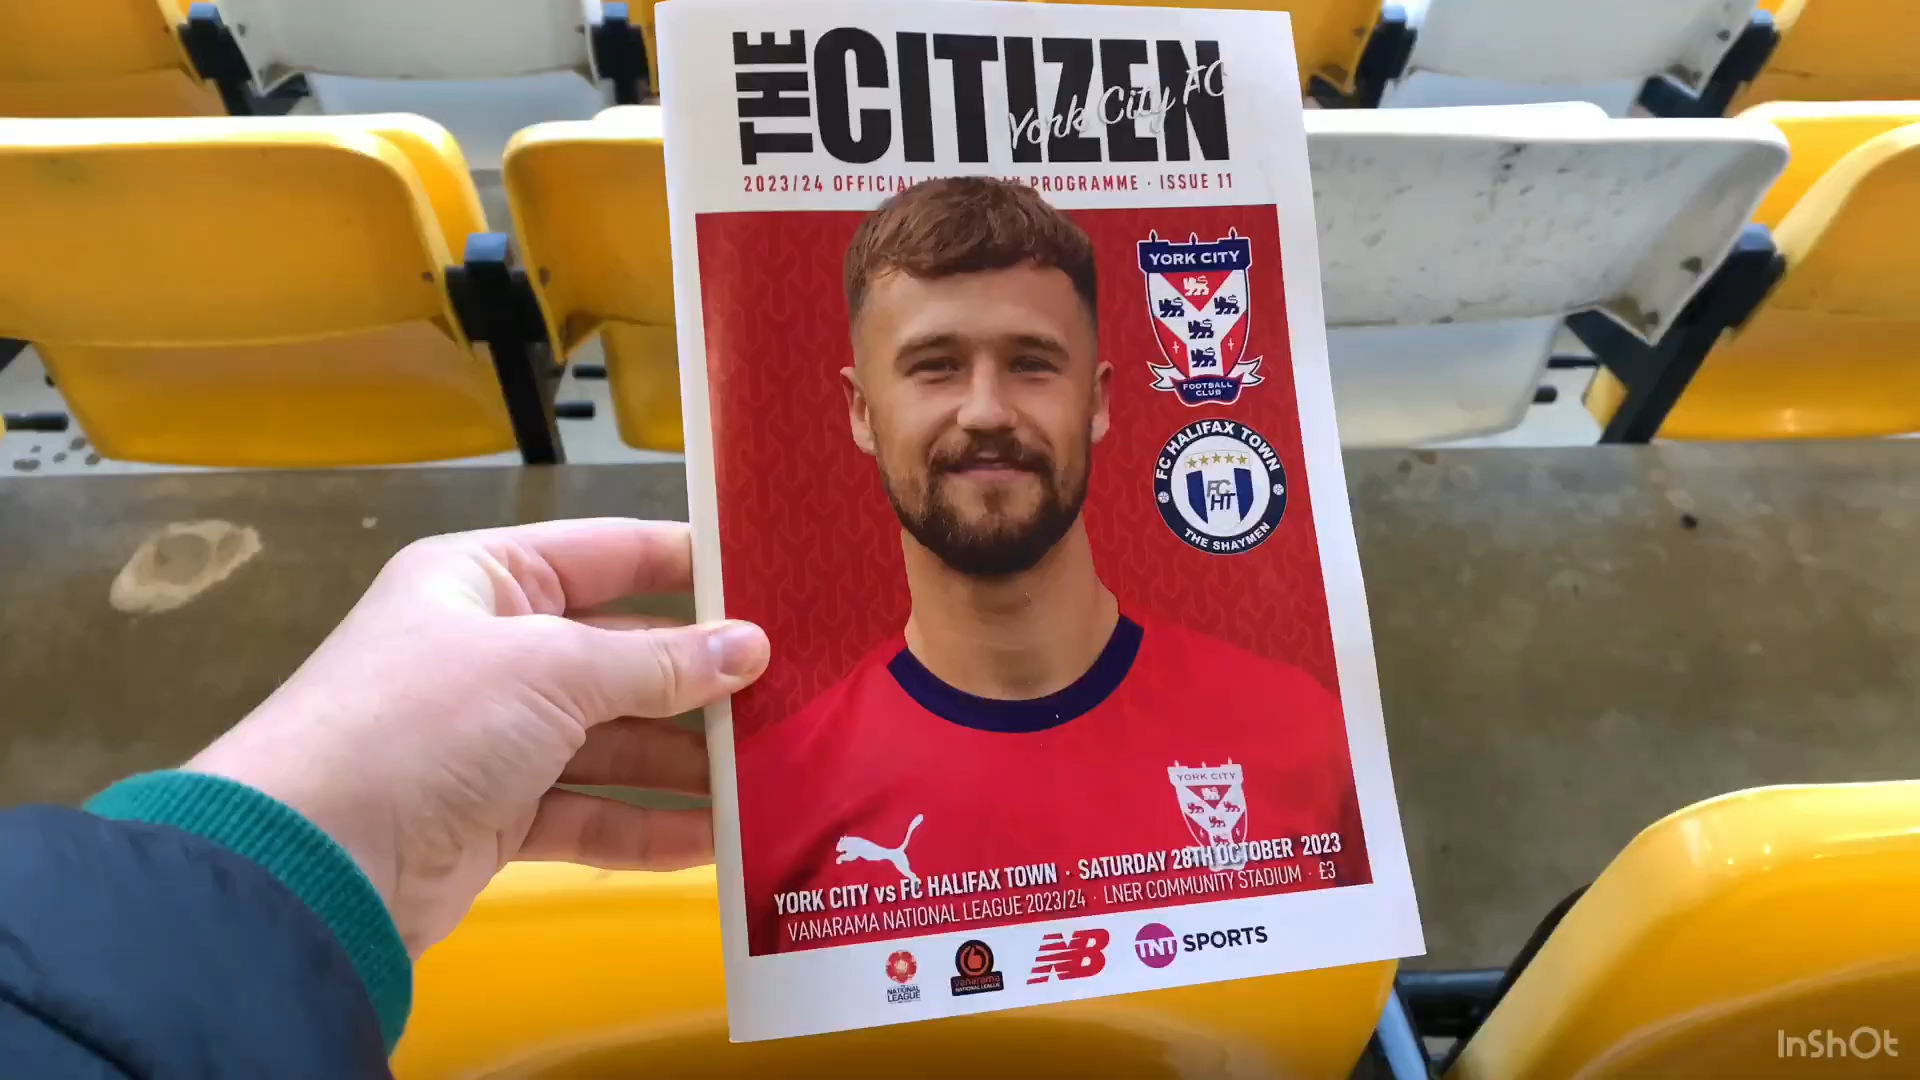 THE CITIZEN
York City FC
2023/24 OFFICIAL PROGRAMME · ISSUE 11
YORK CITY
FOOTBALL
CLUB
FC HALIFAX TOWN
FC
HT
THE SHAYMEN
YORK CITY
YORK CITY vs FC HALIFAX TOWN · SATURDAY 28TH OCTOBER 2023
VANARAMA NATIONAL LEAGUE 2023/24 · LNER COMMUNITY STADIUM · £3
THE
NATIONAL
LEAGUE
vanarama
NATIONAL LEAGUE
NB
TNT SPORTS
InShOt